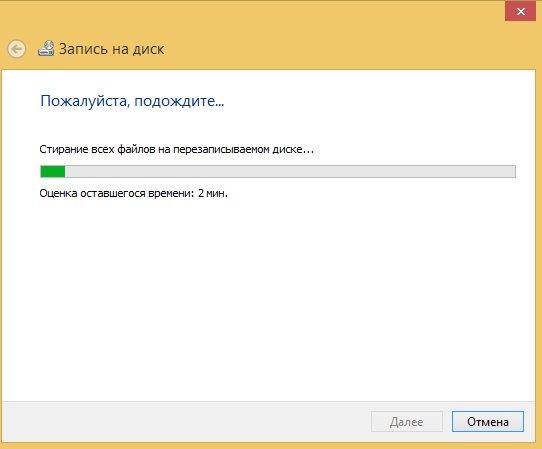 Запись на диск
Пожалуйста, подождите...
Стирание всех файлов на перезаписываемом диске...
Оценка оставшегося времени: 2 мин.
Далее
Отмена